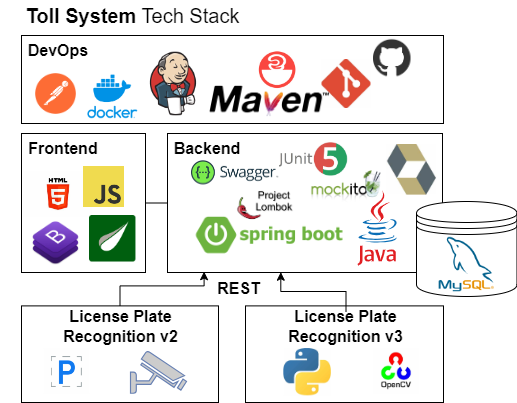 Toll System Tech Stack
DevOps
docker
Maven™
Frontend
HTML
5
JS
B
Backend
Swagger
JUnit 5
mockito
Project
Lombok
spring boot
Java
MySQL
REST
License Plate
Recognition v2
P
License Plate
Recognition v3
OpenCV